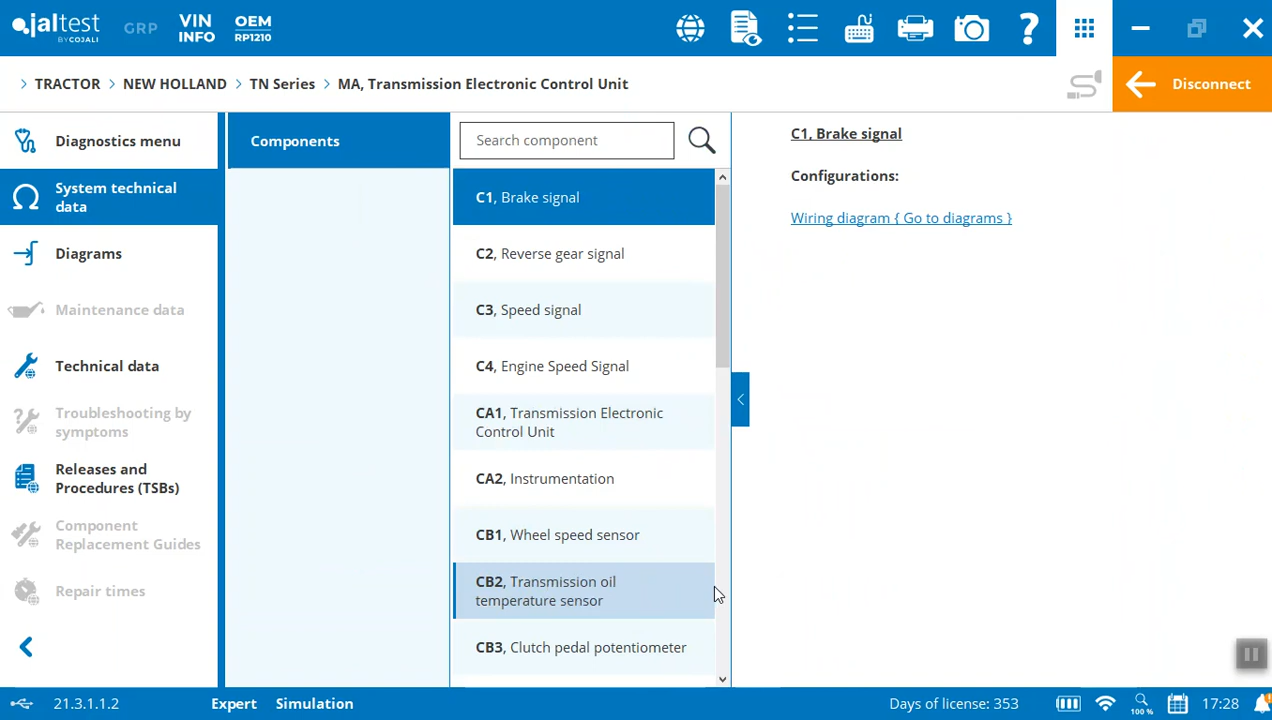 jaltest
BY COJALI
GRP
VIN
INFO
OEM
RP1210
> TRACTOR > NEW HOLLAND > TN Series > MA, Transmission Electronic Control Unit
Disconnect
Diagnostics menu
System technical
data
Diagrams
Maintenance data
Technical data
Troubleshooting by
symptoms
Releases and
Procedures (TSBs)
Component
Replacement Guides
Repair times
Components
Search component
C1, Brake signal
C2, Reverse gear signal
C3, Speed signal
C4, Engine Speed Signal
CA1, Transmission Electronic
Control Unit
CA2, Instrumentation
CB1, Wheel speed sensor
CB2, Transmission oil
temperature sensor
CB3, Clutch pedal potentiometer
C1, Brake signal
Configurations:
Wiring diagram { Go to diagrams }
21.3.1.1.2
Expert
Simulation
Days of license: 353
100 %
17:28